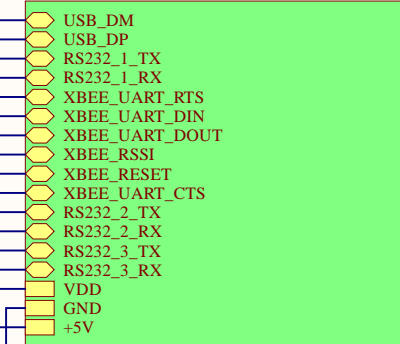 USB_DM
USB_DP
RS232_1_TX
RS232_1_RX
XBEE_UART_RTS
XBEE_UART_DIN
XBEE_UART_DOUT
XBEE_RSSI
XBEE_RESET
XBEE_UART_CTS
RS232_2_TX
RS232_2_RX
RS232_3_TX
RS232_3_RX
VDD
GND
+5V